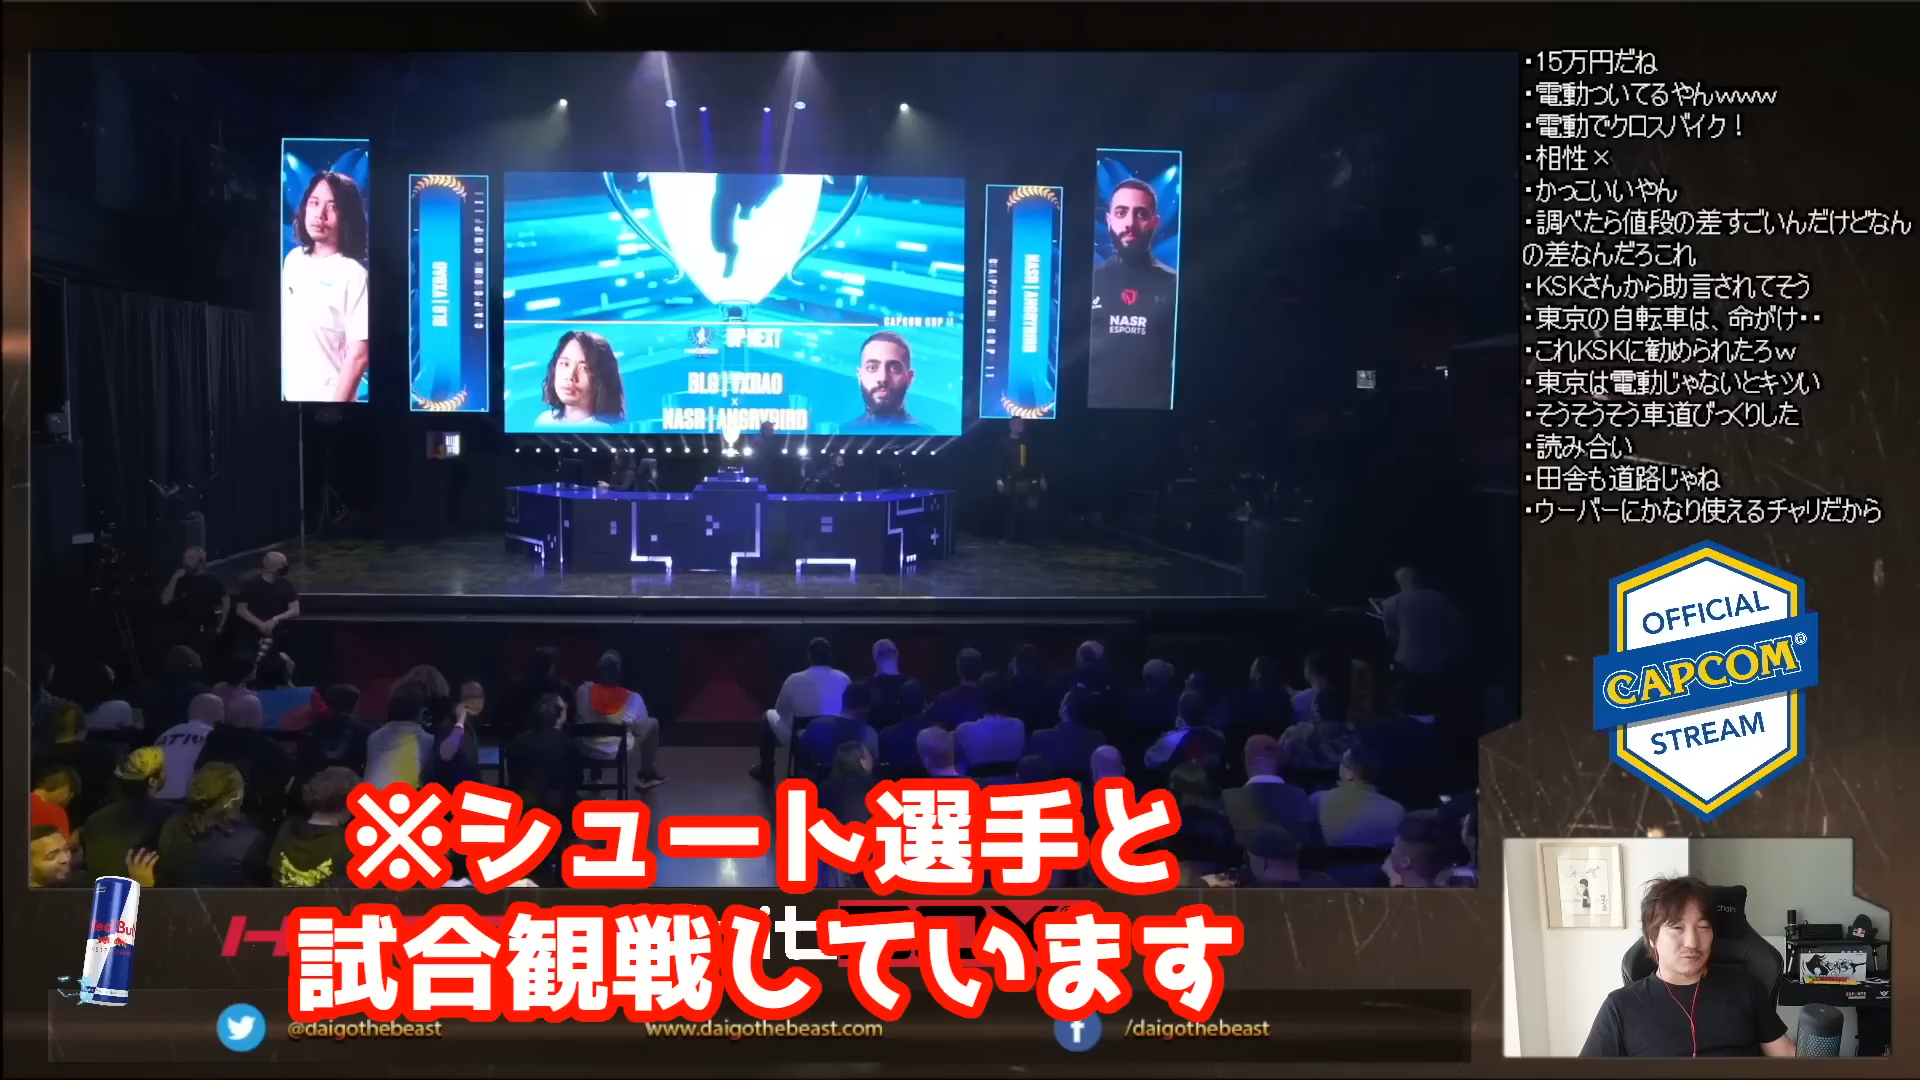 ・15万円だね
・電動ついてるやんwww
・電動でクロスバイク！
・相性×
・かっこいいやん
・調べたら値段の差すごいんだけどなん
の差なんだろこれ
・KSKさんから助言されてそう
・東京の自転車は、命がけ・・
・これKSKに勧められたろw
・東京は電動じゃないとキツい
・そうそうそう車道びっくりした
・読み合い
・田舎も道路じゃね
・ウーバーにかなり使えるチャリだから
BLG | VXBAO
CAPCOM CUP
UP NEXT
BLG | VXBAO
×
NASR | ANGRYBIRD
NASR | ANGRYBIRD
NASR
ESPORTS
OFFICIAL
CAPCOM®
STREAM
※シュート選手と
試合観戦しています
Red Bull
@daigothebeast
www.daigothebeast.com
/daigothebeast